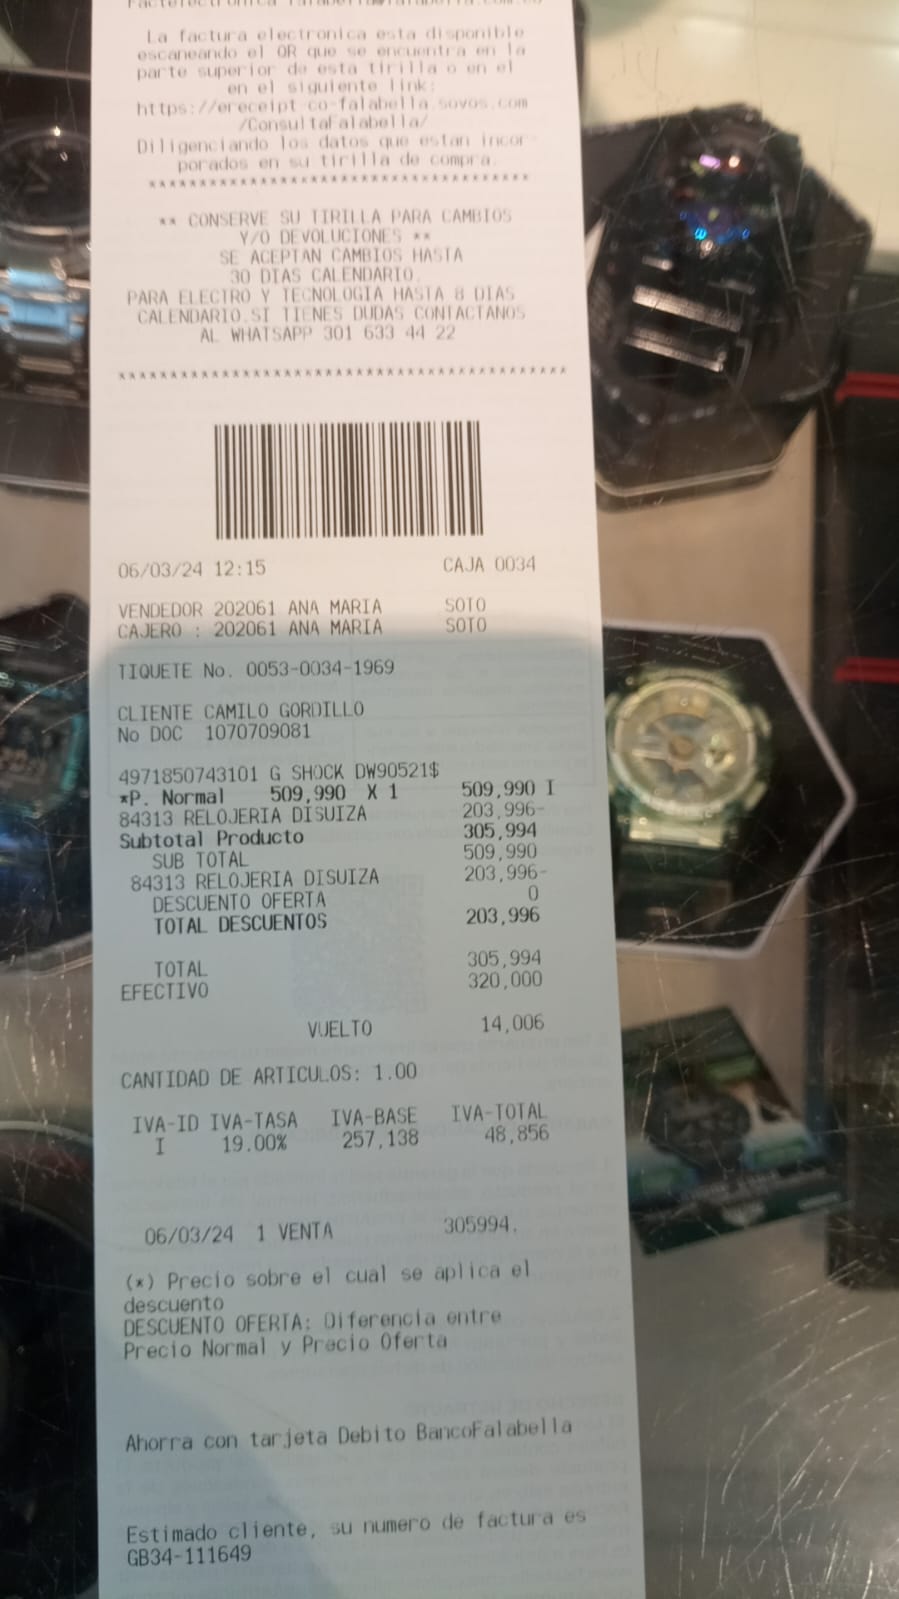 La factura electronica esta disponible
escaneando el QR que se encuentra en la
parte superior de esta tirilla o en el
en el siguiente link:
https://ereceipt-co-falabella.sovos.com
/ConsultaFalabella/
Diligenciando los datos que estan incor-
porados en su tirilla de compra.
*************************************
** CONSERVE SU TIRILLA PARA CAMBIOS
Y/O DEVOLUCIONES **
SE ACEPTAN CAMBIOS HASTA
30 DIAS CALENDARIO.
PARA ELECTRO Y TECNOLOGIA HASTA 8 DIAS
CALENDARIO.SI TIENES DUDAS CONTACTANOS
AL WHATSAPP 301 633 44 22
******************************************
06/03/24 12:15 CAJA 0034
VENDEDOR 202061 ANA MARIA SOTO
CAJERO : 202061 ANA MARIA SOTO
TIQUETE No. 0053-0034-1969
CLIENTE CAMILO GORDILLO
No DOC 1070709081
4971850743101 G SHOCK DW90521$
*P. Normal 509,990 X 1 509,990 I
84313 RELOJERIA DISUIZA 203,996-
Subtotal Producto 305,994
SUB TOTAL 509,990
84313 RELOJERIA DISUIZA 203,996-
DESCUENTO OFERTA 0
TOTAL DESCUENTOS 203,996
TOTAL 305,994
EFECTIVO 320,000
VUELTO 14,006
CANTIDAD DE ARTICULOS: 1.00
IVA-ID IVA-TASA IVA-BASE IVA-TOTAL
I 19.00% 257,138 48,856
06/03/24 1 VENTA 305994.
(*) Precio sobre el cual se aplica el
descuento
DESCUENTO OFERTA: Diferencia entre
Precio Normal y Precio Oferta
Ahorra con tarjeta Debito BancoFalabella
Estimado cliente, su numero de factura es
GB34-111649